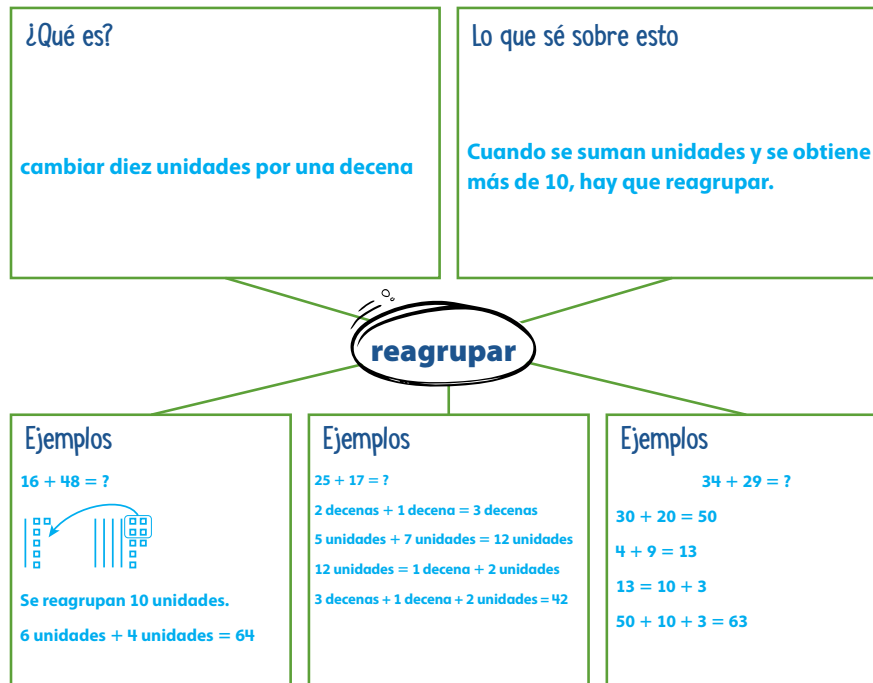 ¿Qué es?
cambiar diez unidades por una decena
Lo que sé sobre esto
Cuando se suman unidades y se obtiene
más de 10, hay que reagrupar.
reagrupar
Ejemplos
16 + 48 = ?
Se reagrupan 10 unidades.
6 unidades + 4 unidades = 64
Ejemplos
25 + 17 = ?
2 decenas + 1 decena = 3 decenas
5 unidades + 7 unidades = 12 unidades
12 unidades = 1 decena + 2 unidades
3 decenas + 1 decena + 2 unidades = 42
Ejemplos
34 + 29 = ?
30 + 20 = 50
4 + 9 = 13
13 = 10 + 3
50 + 10 + 3 = 63